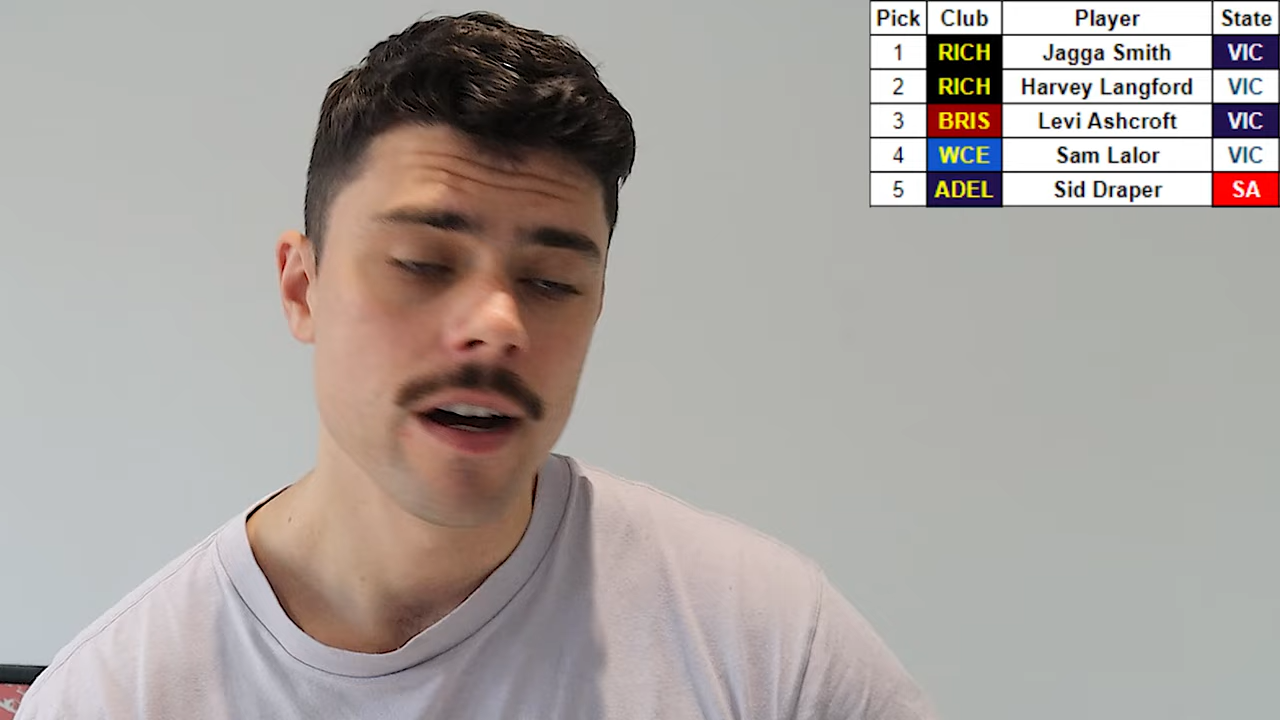 Pick Club Player State
1 RICH Jagga Smith VIC
2 RICH Harvey Langford VIC
3 BRIS Levi Ashcroft VIC
4 WCE Sam Lalor VIC
5 ADEL Sid Draper SA